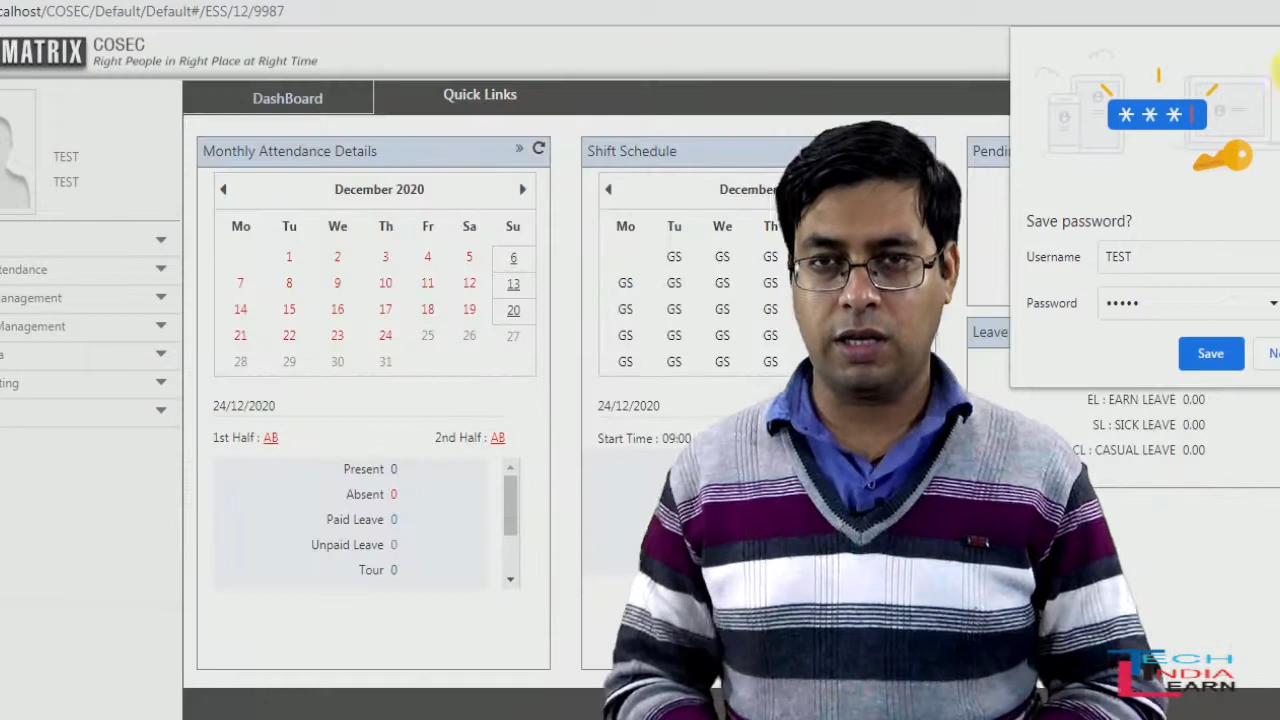 calhost/COSEC/Default/Default#/ESS/12/9987
MATRIX COSEC
Right People in Right Place at Right Time
TEST
TEST
tendance
anagement
Management
a
ting
DashBoard Quick Links
Monthly Attendance Details »
December 2020
Mo Tu We Th Fr Sa Su
1 2 3 4 5 6
7 8 9 10 11 12 13
14 15 16 17 18 19 20
21 22 23 24 25 26 27
28 29 30 31
24/12/2020
1st Half : AB 2nd Half : AB
Present 0
Absent 0
Paid Leave 0
Unpaid Leave 0
Tour 0
Shift Schedule
Decembe
Mo Tu We Th
GS GS GS
GS GS GS GS
GS GS GS GS
GS GS GS GS
GS GS GS GS
24/12/2020
Start Time : 09:00
Pendin
Leave
EL : EARN LEAVE 0.00
SL : SICK LEAVE 0.00
CL : CASUAL LEAVE 0.00
***
Save password?
Username TEST
Password •••••
Save Ne
TECH
INDIA
LEARN